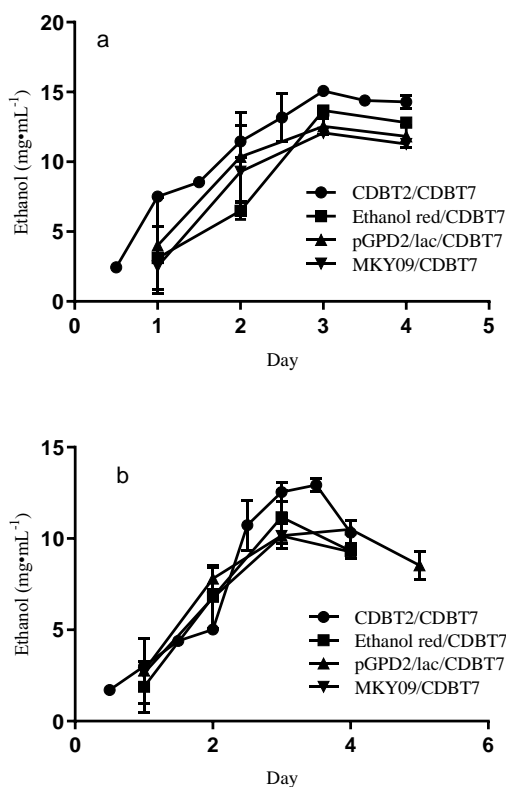 a
20
15
10
5
0
Ethanol (mg•mL⁻¹)
CDBT2/CDBT7
Ethanol red/CDBT7
pGPD2/lac/CDBT7
MKY09/CDBT7
0 1 2 3 4 5
Day
b
15
10
5
0
Ethanol (mg•mL⁻¹)
CDBT2/CDBT7
Ethanol red/CDBT7
pGPD2/lac/CDBT7
MKY09/CDBT7
0 2 4 6
Day